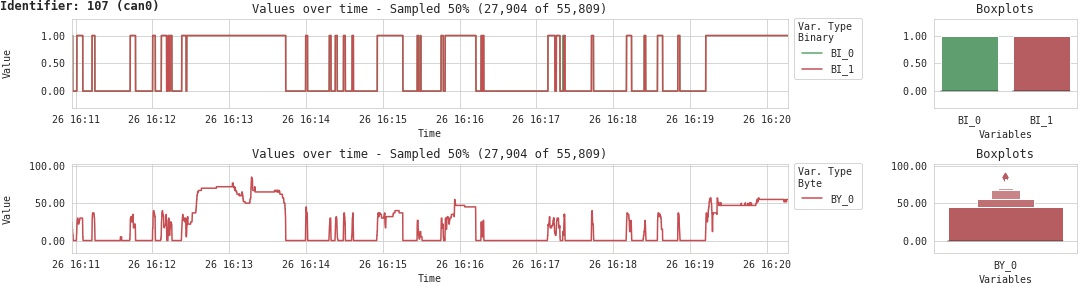 Identifier: 107 (can0)
Values over time - Sampled 50% (27,904 of 55,809)
Boxplots
Value
1.00
0.50
0.00
26 16:11 26 16:12 26 16:13 26 16:14 26 16:15 26 16:16 26 16:17 26 16:18 26 16:19 26 16:20
Time
Var. Type
Binary
BI_0
BI_1
1.00
0.50
0.00
BI_0 BI_1
Variables
Values over time - Sampled 50% (27,904 of 55,809)
Boxplots
Value
100.00
50.00
0.00
26 16:11 26 16:12 26 16:13 26 16:14 26 16:15 26 16:16 26 16:17 26 16:18 26 16:19 26 16:20
Time
Var. Type
Byte
BY_0
100.00
50.00
0.00
BY_0
Variables